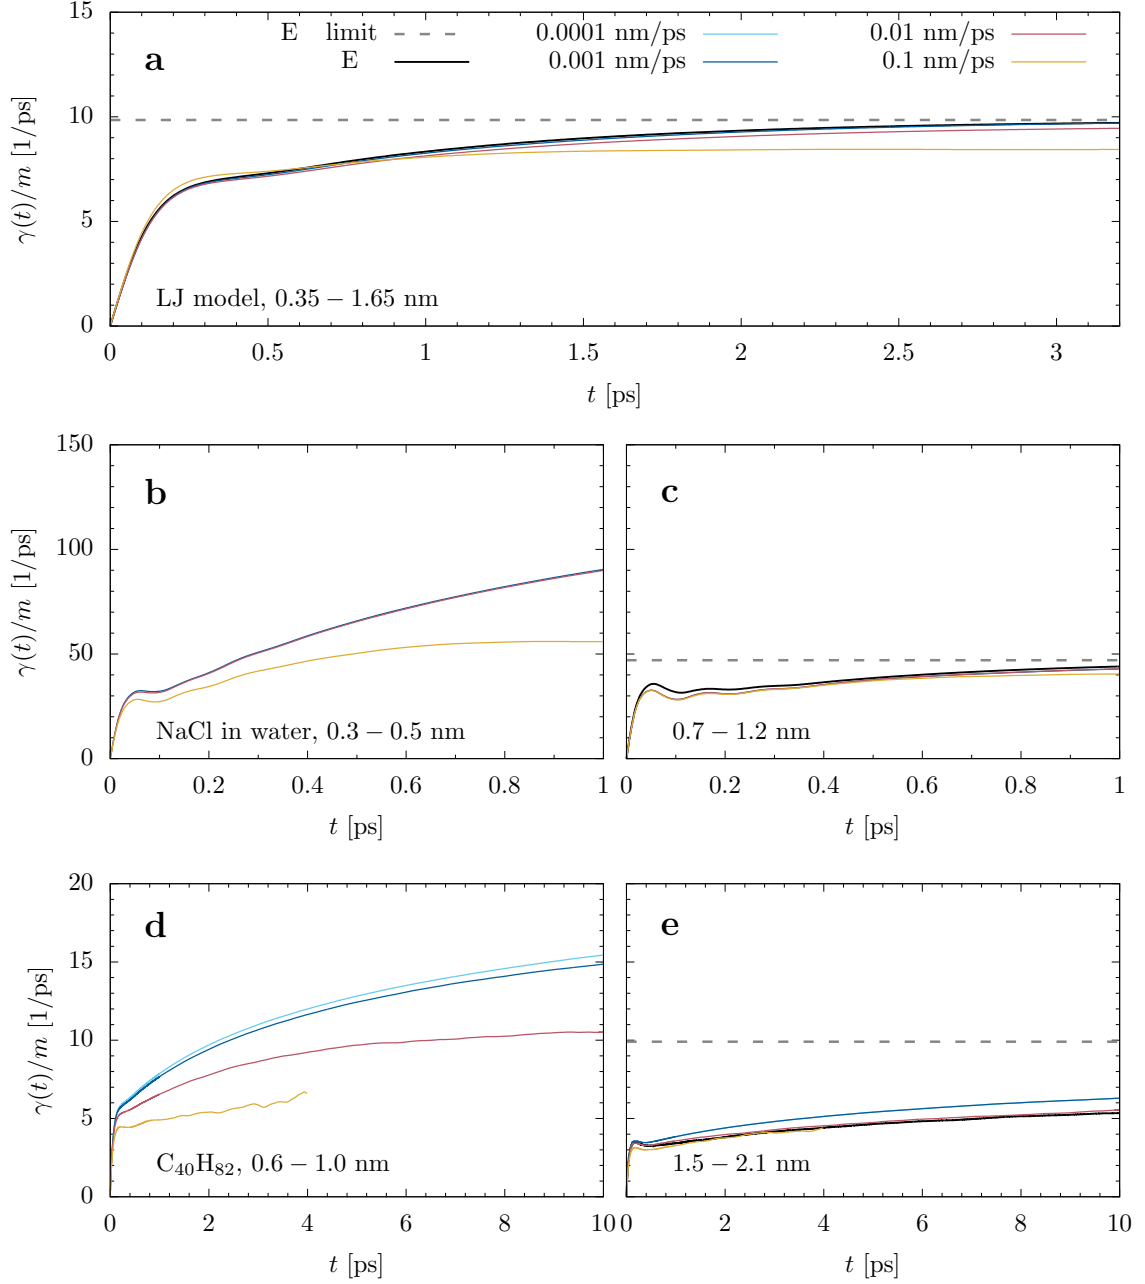 15
10
5
0
γ(t)/m [1/ps]
a
E limit
0.0001 nm/ps
0.01 nm/ps
E
0.001 nm/ps
0.1 nm/ps
LJ model, 0.35 – 1.65 nm
0 0.5 1 1.5 2 2.5 3
t [ps]
150
100
50
0
γ(t)/m [1/ps]
b
NaCl in water, 0.3 – 0.5 nm
0 0.2 0.4 0.6 0.8 1
t [ps]
c
0.7 – 1.2 nm
0 0.2 0.4 0.6 0.8 1
t [ps]
20
15
10
5
0
γ(t)/m [1/ps]
d
C₄₀H₈₂, 0.6 – 1.0 nm
0 2 4 6 8 10
t [ps]
e
1.5 – 2.1 nm
0 2 4 6 8 10
t [ps]